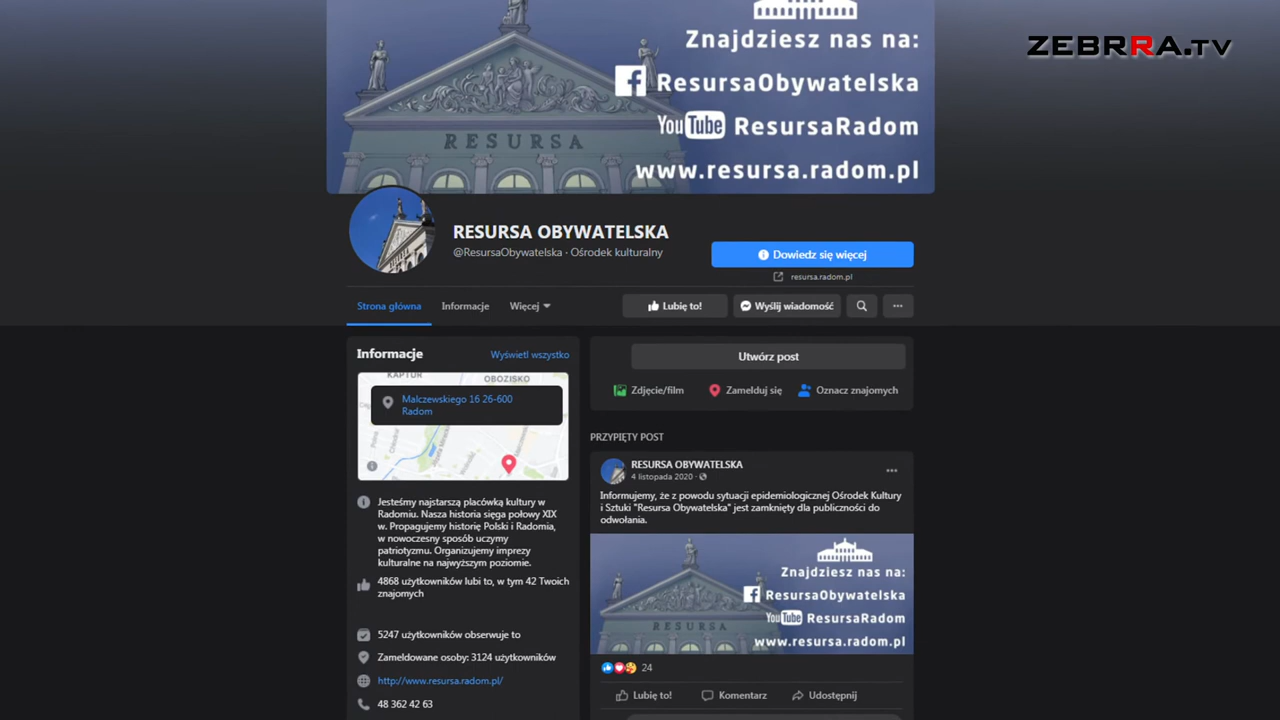 ZEBRRA.TV
Znajdziesz nas na:
ResursaObywatelska
YouTube ResursaRadom
www.resursa.radom.pl
RESURSA
RESURSA OBYWATELSKA
@ResursaObywatelska · Ośrodek kulturalny
Dowiedz się więcej
resursa.radom.pl
Strona główna
Informacje
Więcej
Lubię to!
Wyślij wiadomość
Informacje
Wyświetl wszystko
KAPTUR
OBOZISKO
Malczewskiego 16 26-600
Radom
Jesteśmy najstarszą placówką kultury w
Radomiu. Nasza historia sięga połowy XIX
w. Propagujemy historię Polski i Radomia,
w nowoczesny sposób uczymy
patriotyzmu. Organizujemy imprezy
kulturalne na najwyższym poziomie.
4868 użytkowników lubi to, w tym 42 Twoich
znajomych
5247 użytkowników obserwuje to
Zameldowane osoby: 3124 użytkowników
http://www.resursa.radom.pl/
48 362 42 63
Utwórz post
Zdjęcie/film
Zamelduj się
Oznacz znajomych
PRZYPIĘTY POST
RESURSA OBYWATELSKA
4 listopada 2020 ·
Informujemy, że z powodu sytuacji epidemiologicznej Ośrodek Kultury
i Sztuki "Resursa Obywatelska" jest zamknięty dla publiczności do
odwołania.
Znajdziesz nas na:
ResursaObywatelska
YouTube ResursaRadom
www.resursa.radom.pl
RESURSA
24
Lubię to!
Komentarz
Udostępnij